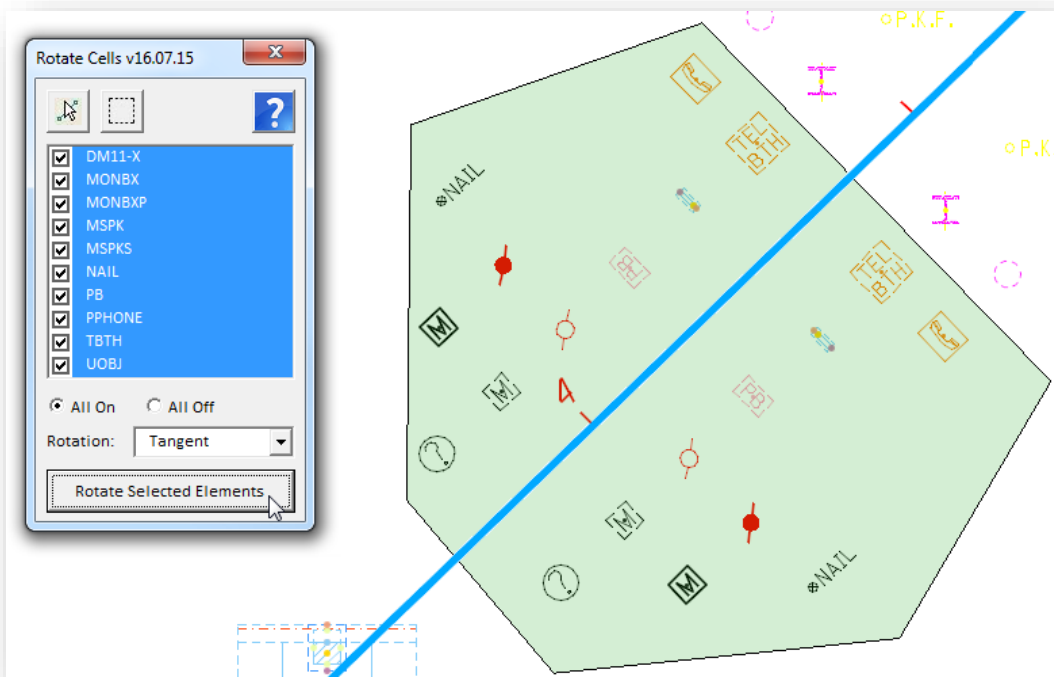 Rotate Cells v16.07.15
?
DM11-X
MONBX
MONBXP
MSPK
MSPKS
NAIL
PB
PPHONE
TBTH
UOBJ
All On All Off
Rotation: Tangent
Rotate Selected Elements
P.K.F.
P.K
TEL
BTH
NAIL
PB
M
4
M
?
TEL
BTH
PB
M
?
M
NAIL